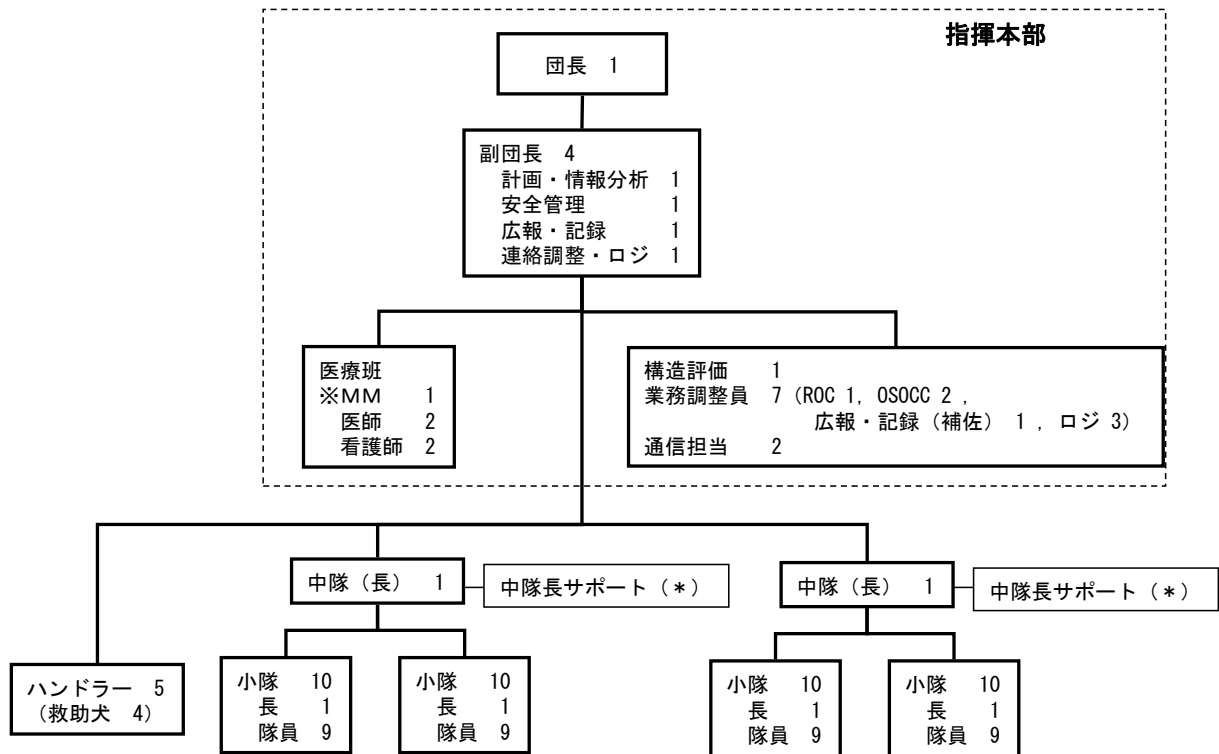 指揮本部
団長 1
副団長 4
計画・情報分析 1
安全管理 1
広報・記録 1
連絡調整・ロジ 1
医療班
※MM 1
医師 2
看護師 2
構造評価 1
業務調整員 7 (ROC 1, OSOCC 2 ,
広報・記録（補佐） 1 , ロジ 3)
通信担当 2
中隊（長） 1
中隊長サポート（*）
中隊（長） 1
中隊長サポート（*）
ハンドラー 5
（救助犬 4）
小隊 10
長 1
隊員 9
小隊 10
長 1
隊員 9
小隊 10
長 1
隊員 9
小隊 10
長 1
隊員 9